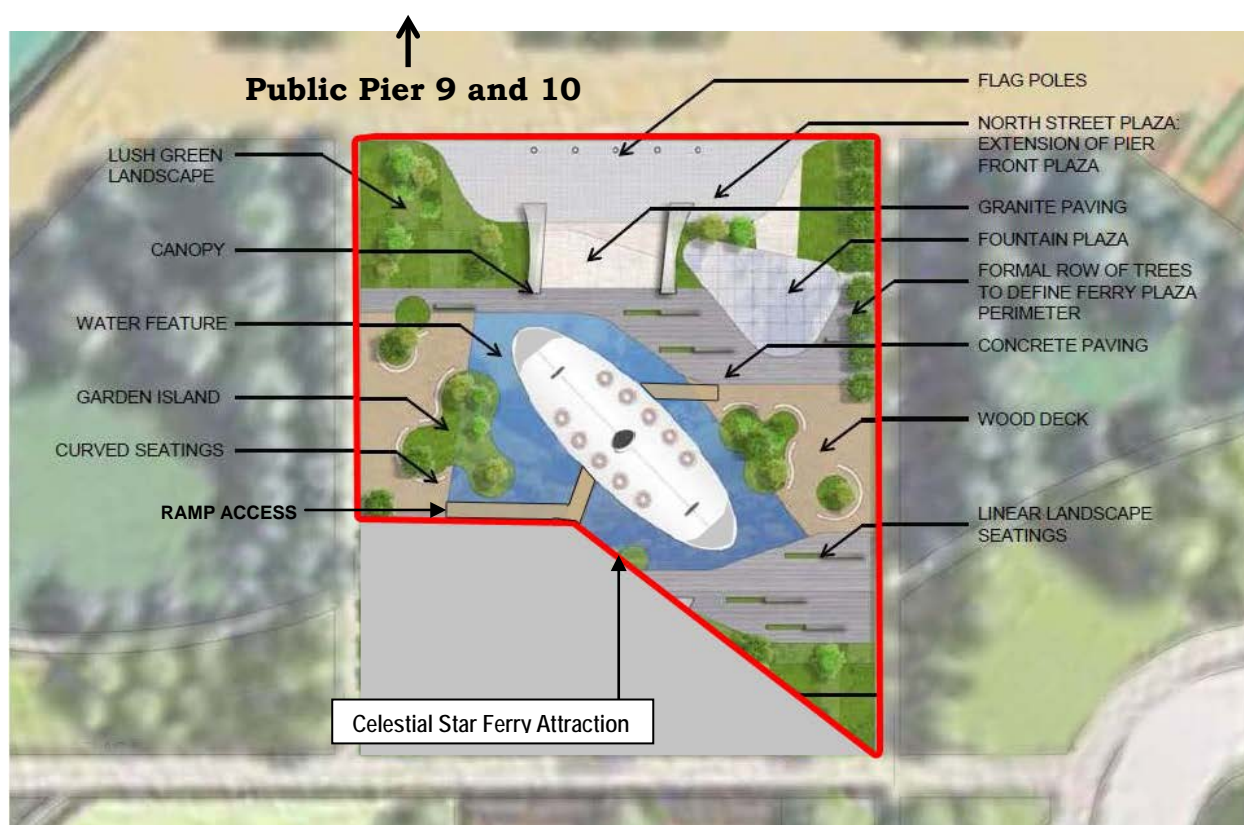 Public Pier 9 and 10
LUSH GREEN
LANDSCAPE
CANOPY
WATER FEATURE
GARDEN ISLAND
CURVED SEATINGS
RAMP ACCESS
FLAG POLES
NORTH STREET PLAZA:
EXTENSION OF PIER
FRONT PLAZA
GRANITE PAVING
FOUNTAIN PLAZA
FORMAL ROW OF TREES
TO DEFINE FERRY PLAZA
PERIMETER
CONCRETE PAVING
WOOD DECK
LINEAR LANDSCAPE
SEATINGS
Celestial Star Ferry Attraction